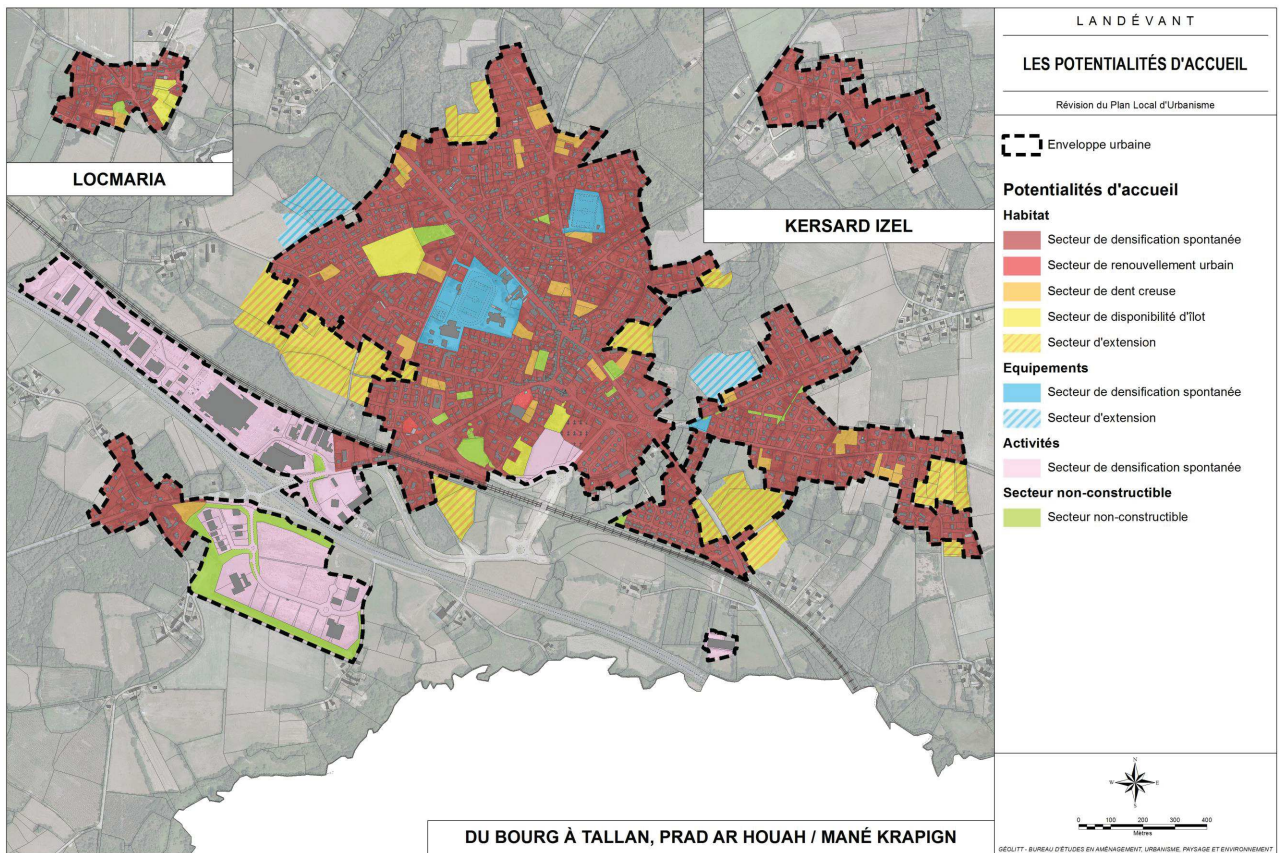 LOCMARIA
KERSARD IZEL
DU BOURG À TALLAN, PRAD AR HOUAH / MANÉ KRAPIGN
LANDÉVANT
LES POTENTIALITÉS D'ACCUEIL
Révision du Plan Local d'Urbanisme
Enveloppe urbaine
Potentialités d'accueil
Habitat
Secteur de densification spontanée
Secteur de renouvellement urbain
Secteur de dent creuse
Secteur de disponibilité d'îlot
Secteur d'extension
Equipements
Secteur de densification spontanée
Secteur d'extension
Activités
Secteur de densification spontanée
Secteur non-constructible
Secteur non-constructible
N
W E
S
0 100 200 300 400
Mètres
GÉOLITT - BUREAU D'ÉTUDES EN AMÉNAGEMENT, URBANISME, PAYSAGE ET ENVIRONNEMENT